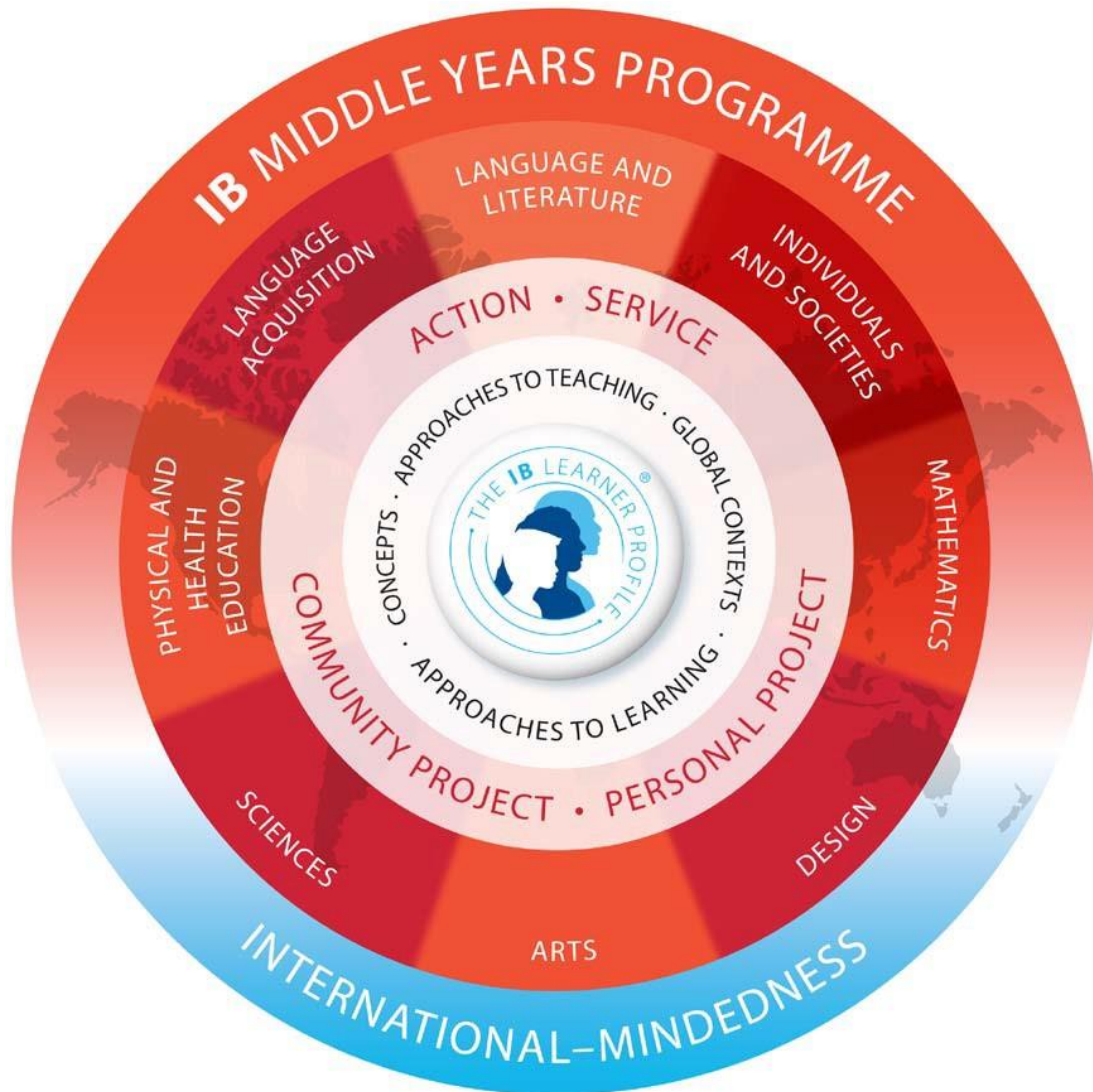 IB MIDDLE YEARS PROGRAMME
LANGUAGE AND
LITERATURE
INDIVIDUALS
AND SOCIETIES
MATHEMATICS
DESIGN
ARTS
SCIENCES
PHYSICAL AND
HEALTH
EDUCATION
LANGUAGE
ACQUISITION
ACTION • SERVICE
PERSONAL PROJECT
COMMUNITY PROJECT •
APPROACHES TO TEACHING · GLOBAL CONTEXTS ·
APPROACHES TO LEARNING · CONCEPTS ·
THE IB LEARNER PROFILE ®
INTERNATIONAL–MINDEDNESS